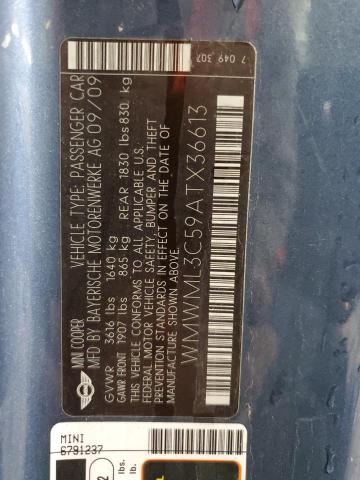 MINI COOPER VEHICLE TYPE: PASSENGER CAR
MFD BY BAYERISCHE MOTORENWERKE AG 09/09
GVWR 3616 lbs 1640 kg
GAWR FRONT 1907 lbs 865 kg REAR 1830 lbs830 kg
THIS VEHICLE CONFORMS TO ALL APPLICABLE U.S.
FEDERAL MOTOR VEHICLE SAFETY, BUMPER AND THEFT
PREVENTION STANDARDS IN EFFECT ON THE DATE OF
MANUFACTURE SHOWN ABOVE.
WMWML3C59ATX36613
7 049 307
MINI
6791237
lbs.